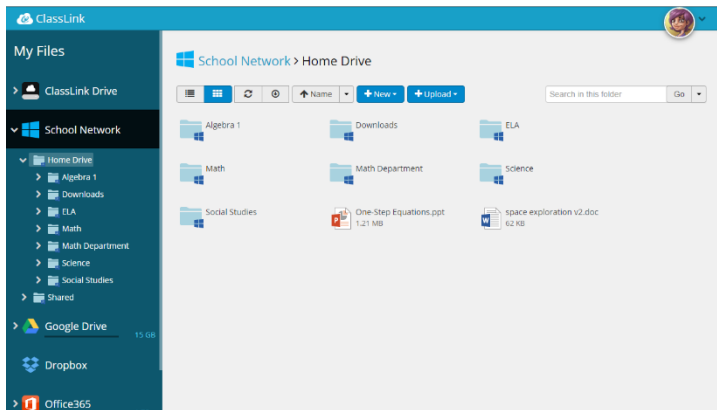 ClassLink
My Files
ClassLink Drive
School Network
Home Drive
Algebra 1
Downloads
ELA
Math
Math Department
Science
Social Studies
Shared
Google Drive
15 GB
Dropbox
Office365
School Network > Home Drive
Name
+ New
+ Upload
Search in this folder
Go
Algebra 1
Downloads
ELA
Math
Math Department
Science
Social Studies
One-Step Equations.ppt
1.21 MB
space exploration v2.doc
62 KB